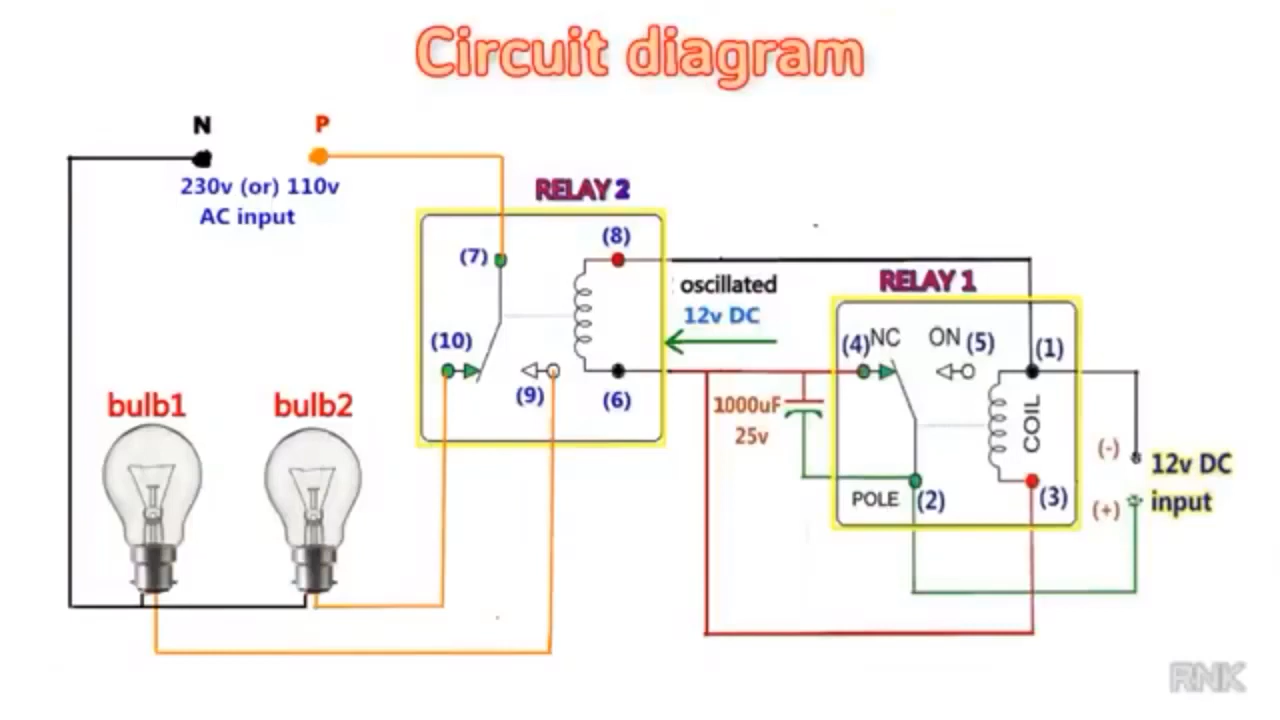 Circuit diagram
N
P
230v (or) 110v
AC input
RELAY 2
(8)
(7)
oscillated
12v DC
RELAY 1
(10)
(9)
(6)
(4)
NC
ON
(5)
(1)
bulb1
bulb2
1000uF
25v
COIL
(-)
12v DC
input
(+)
POLE
(2)
(3)
RNK